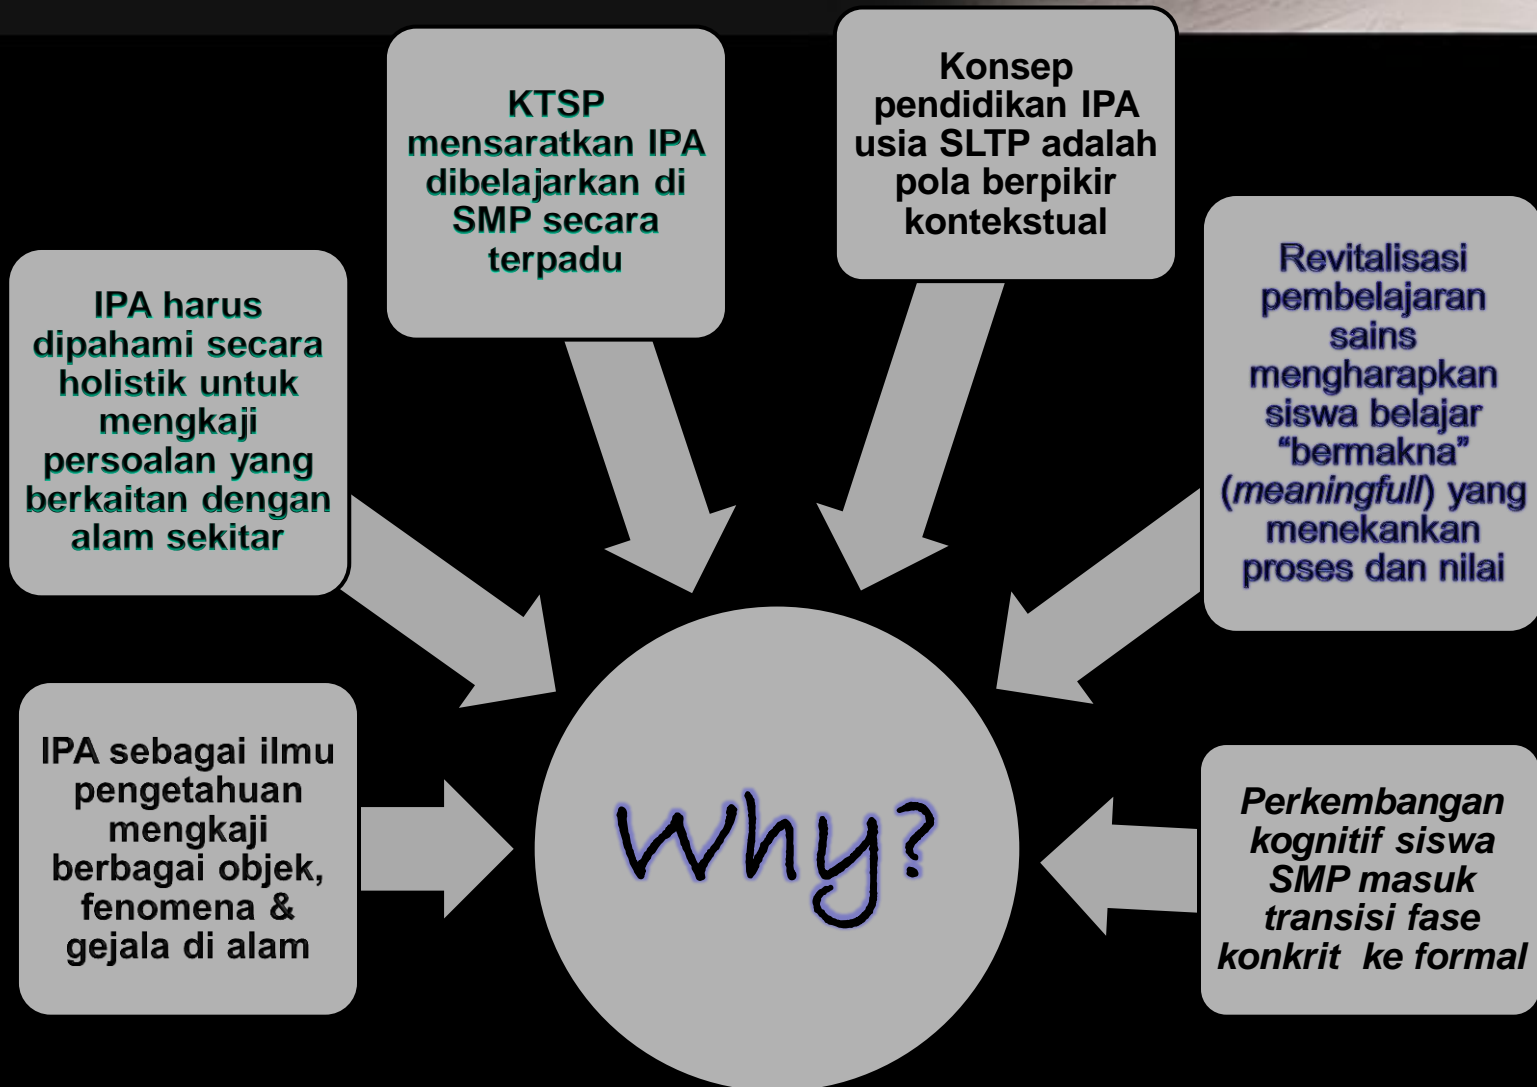 IPA sebagai ilmu
pengetahuan
mengkaji
berbagai objek,
fenomena &
gejala di alam
IPA harus
dipahami secara
holistik untuk
mengkaji
persoalan yang
berkaitan dengan
alam sekitar
KTSP
mensaratkan IPA
dibelajarkan di
SMP secara
terpadu
Konsep
pendidikan IPA
usia SLTP adalah
pola berpikir
kontekstual
Revitalisasi
pembelajaran
sains
mengharapkan
siswa belajar
“bermakna”
(meaningfull) yang
menekankan
proses dan nilai
Perkembangan
kognitif siswa
SMP masuk
transisi fase
konkrit ke formal
Why?